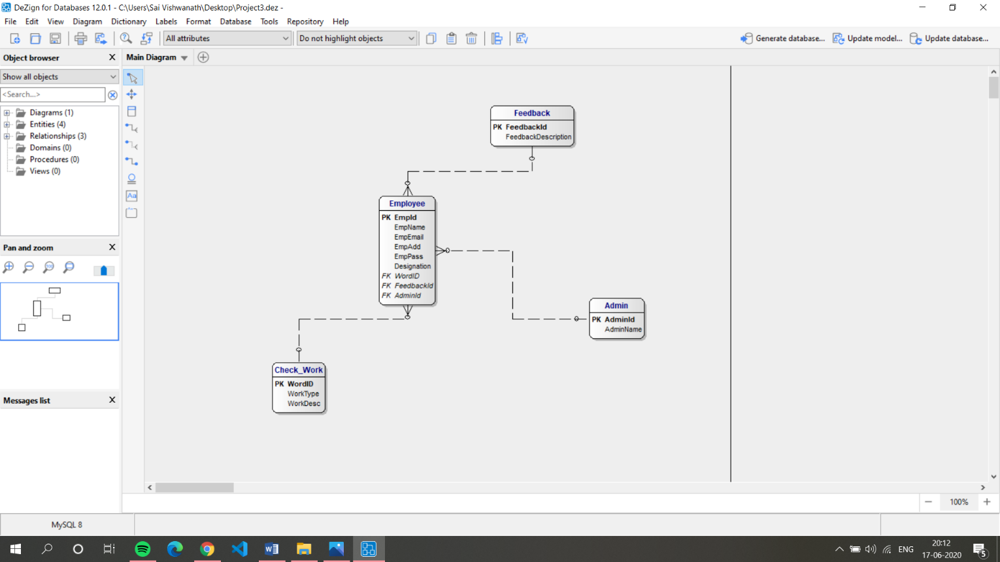 DeZign for Databases 12.0.1 - C:\Users\Sai Vishwanath\Desktop\Project3.dez -
File Edit View Diagram Dictionary Labels Format Database Tools Repository Help
All attributes
Do not highlight objects
Generate database...
Update model...
Update database...
Object browser
Main Diagram
Show all objects
<Search...>
Diagrams (1)
Entities (4)
Relationships (3)
Domains (0)
Procedures (0)
Views (0)
Aa
Pan and zoom
100
Messages list
Feedback
PK FeedbackId
FeedbackDescription
Employee
PK EmpId
EmpName
EmpEmail
EmpAdd
EmpPass
Designation
FK WordID
FK FeedbackId
FK AdminId
Admin
PK AdminId
AdminName
Check_Work
PK WordID
WorkType
WorkDesc
100%
MySQL 8
ENG
20:12
17-06-2020
5